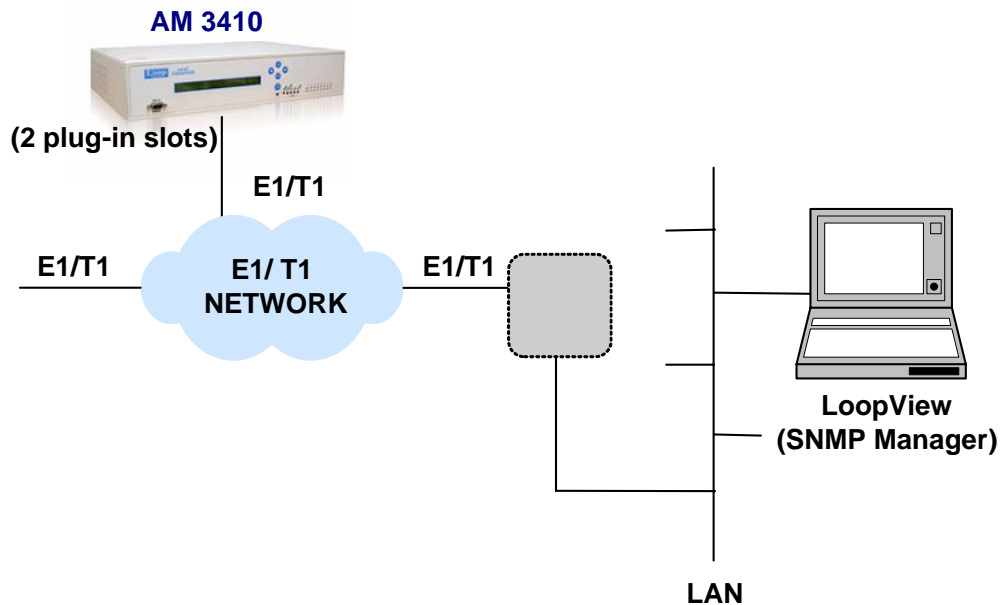 AM 3410
Loop
(2 plug-in slots)
E1/T1
E1/T1
E1/ T1
NETWORK
E1/T1
LoopView
(SNMP Manager)
LAN